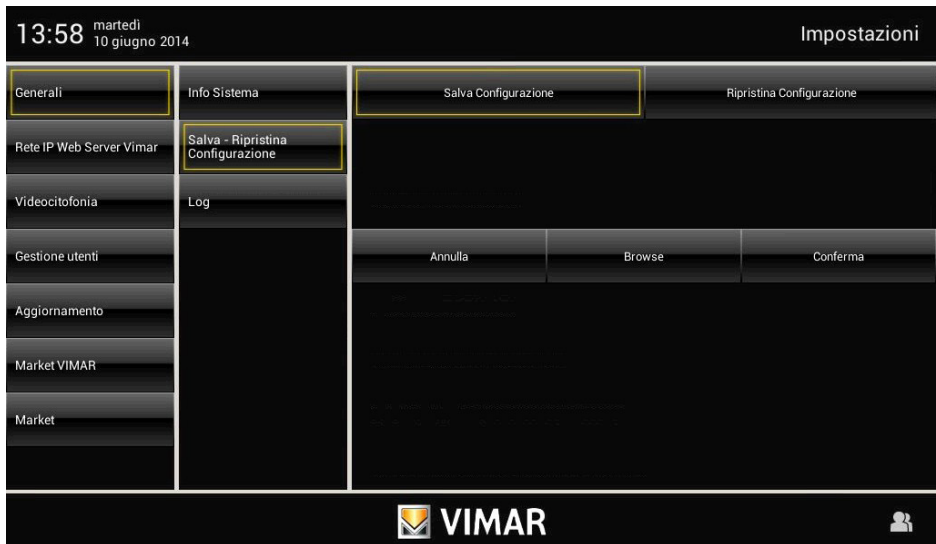 13:58
martedì
10 giugno 2014
Impostazioni
Generali
Rete IP Web Server Vimar
Videocitofonia
Gestione utenti
Aggiornamento
Market VIMAR
Market
Info Sistema
Salva - Ripristina
Configurazione
Log
Salva Configurazione
Ripristina Configurazione
Annulla
Browse
Conferma
VIMAR